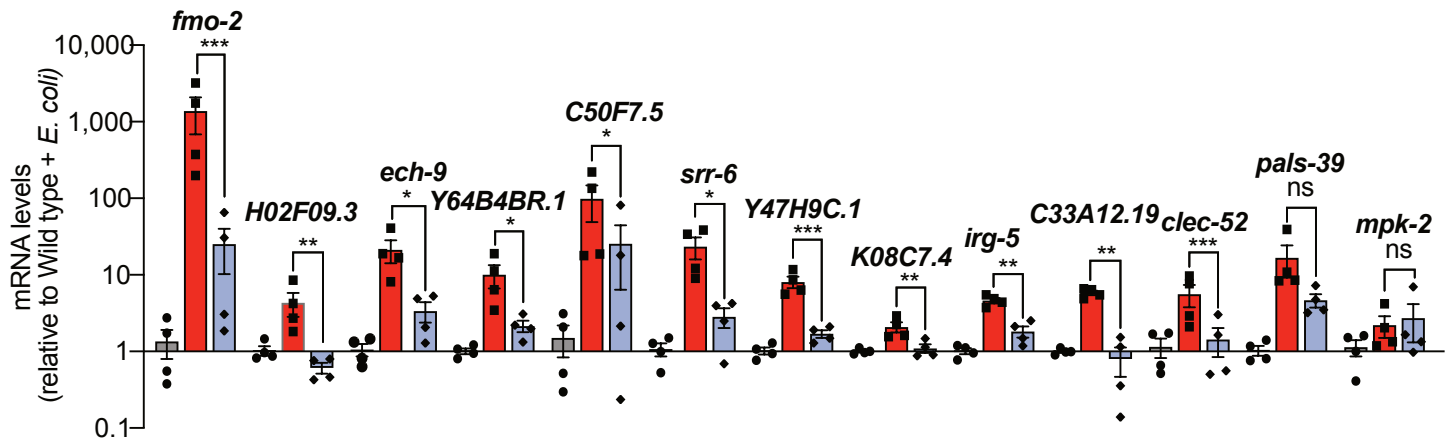 mRNA levels
(relative to Wild type + E. coli)
10,000
1,000
100
10
1
0.1
fmo-2
***
H02F09.3
**
ech-9
*
Y64B4BR.1
*
C50F7.5
*
srr-6
*
Y47H9C.1
***
K08C7.4
**
irg-5
**
C33A12.19
**
clec-52
***
pals-39
ns
mpk-2
ns